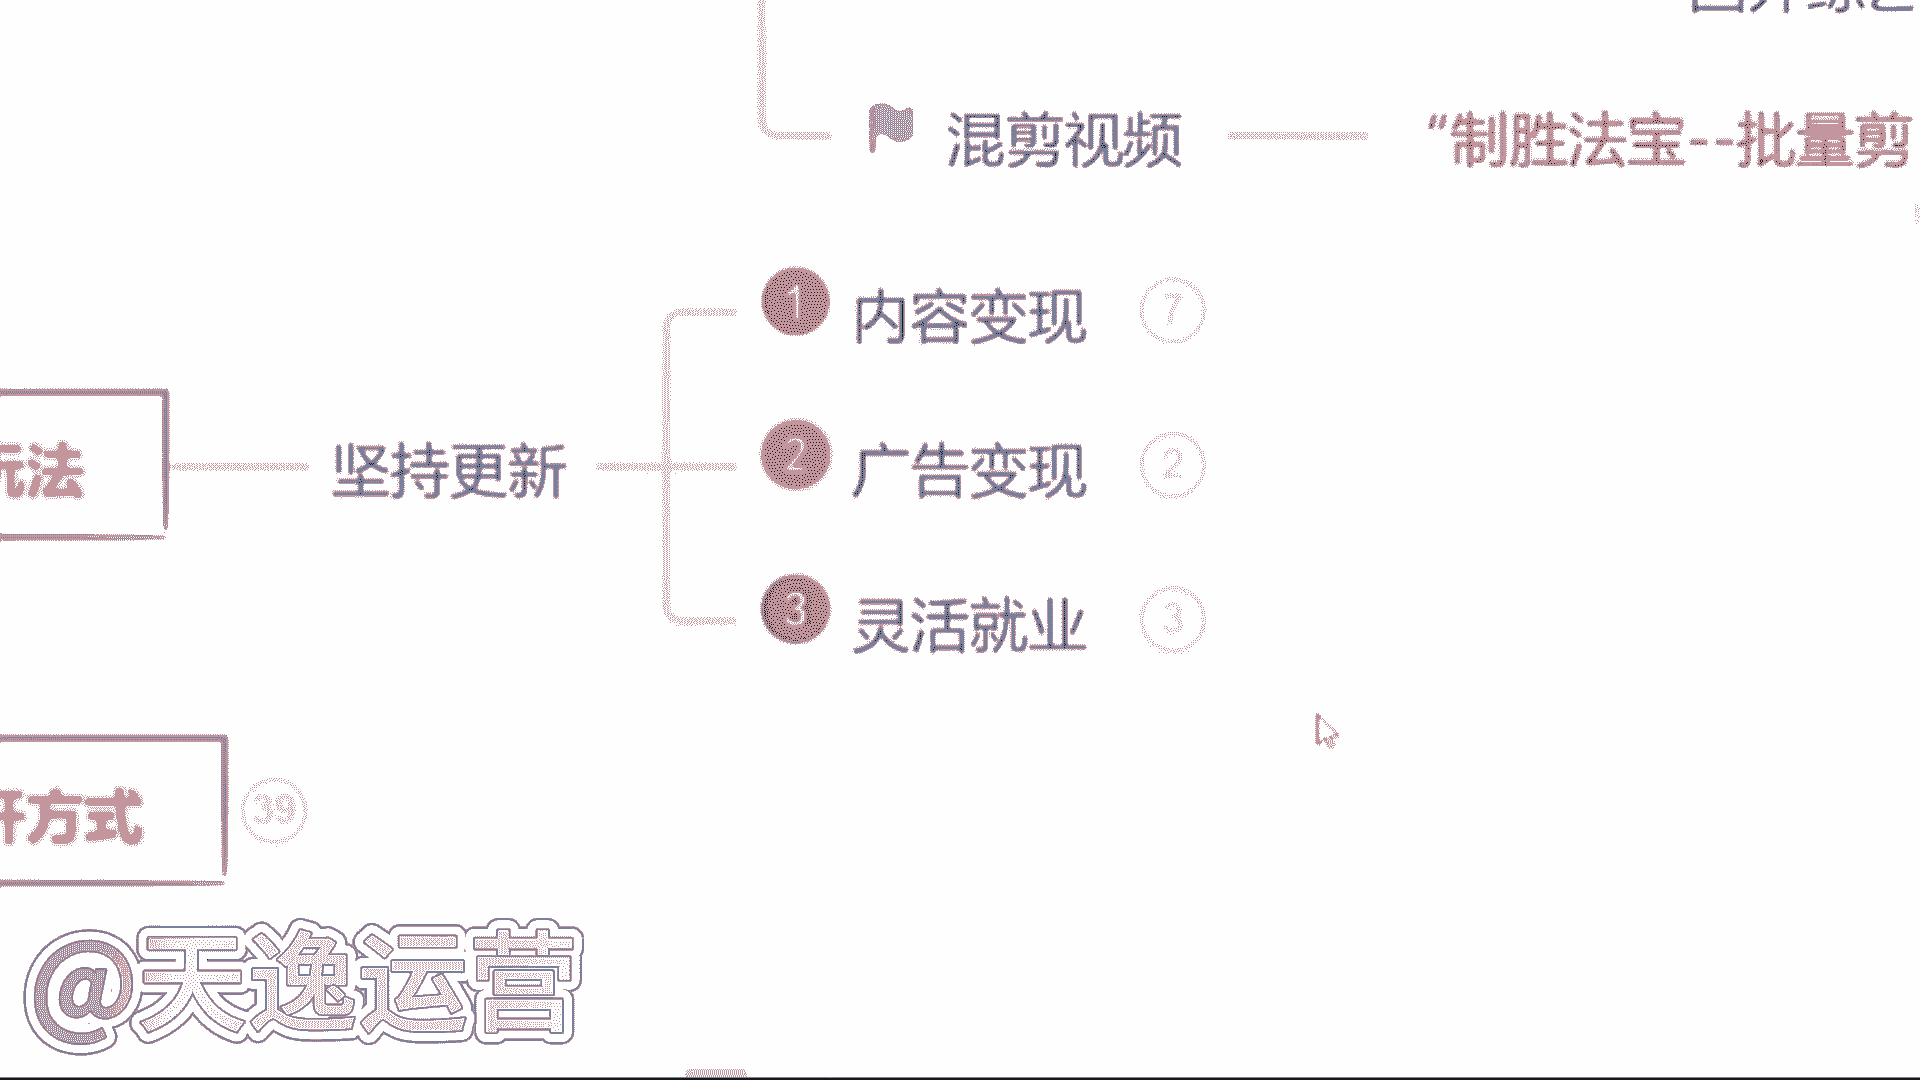 混剪视频
“制胜法宝--批量剪
1 内容变现 7
玩法
坚持更新
2 广告变现 2
3 灵活就业 3
开方式 39
@天逸运营